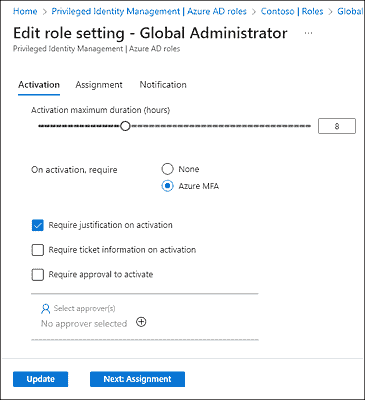 Home > Privileged Identity Management | Azure AD roles > Contoso | Roles > Global
Edit role setting - Global Administrator ...
Privileged Identity Management | Azure AD roles
Activation Assignment Notification
Activation maximum duration (hours)
8
On activation, require
None
Azure MFA
Require justification on activation
Require ticket information on activation
Require approval to activate
Select approver(s)
No approver selected
Update Next: Assignment